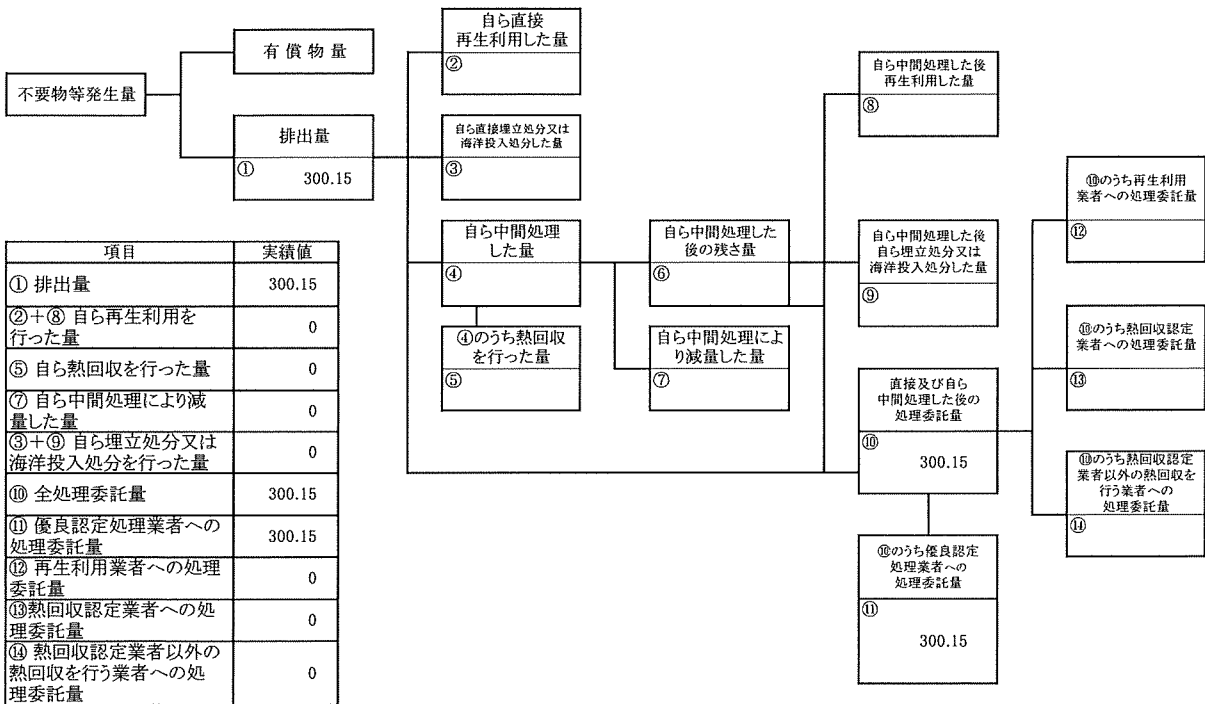 不要物等発生量
有償物量
排出量
①
300.15
自ら直接
再生利用した量
②
自ら直接埋立処分又は
海洋投入処分した量
③
自ら中間処理
した量
④
④のうち熱回収
を行った量
⑤
自ら中間処理した
後の残さ量
⑥
自ら中間処理によ
り減量した量
⑦
自ら中間処理した後
再生利用した量
⑧
自ら中間処理した後
自ら埋立処分又は
海洋投入処分した量
⑨
直接及び自ら
中間処理した後の
処理委託量
⑩
300.15
⑩のうち優良認定
処理業者への
処理委託量
⑪
300.15
⑩のうち再生利用
業者への処理委託量
⑫
⑩のうち熱回収認定
業者への処理委託量
⑬
⑩のうち熱回収認定
業者以外の熱回収を
行う業者への
処理委託量
⑭
項目 実績値
① 排出量 300.15
②+⑧ 自ら再生利用を
行った量 0
⑤ 自ら熱回収を行った量 0
⑦ 自ら中間処理により減
量した量 0
③+⑨ 自ら埋立処分又は
海洋投入処分を行った量 0
⑩ 全処理委託量 300.15
⑪ 優良認定処理業者への
処理委託量 300.15
⑫ 再生利用業者への処理
委託量 0
⑬熱回収認定業者への処
理委託量 0
⑭ 熱回収認定業者以外の
熱回収を行う業者への処
理委託量 0